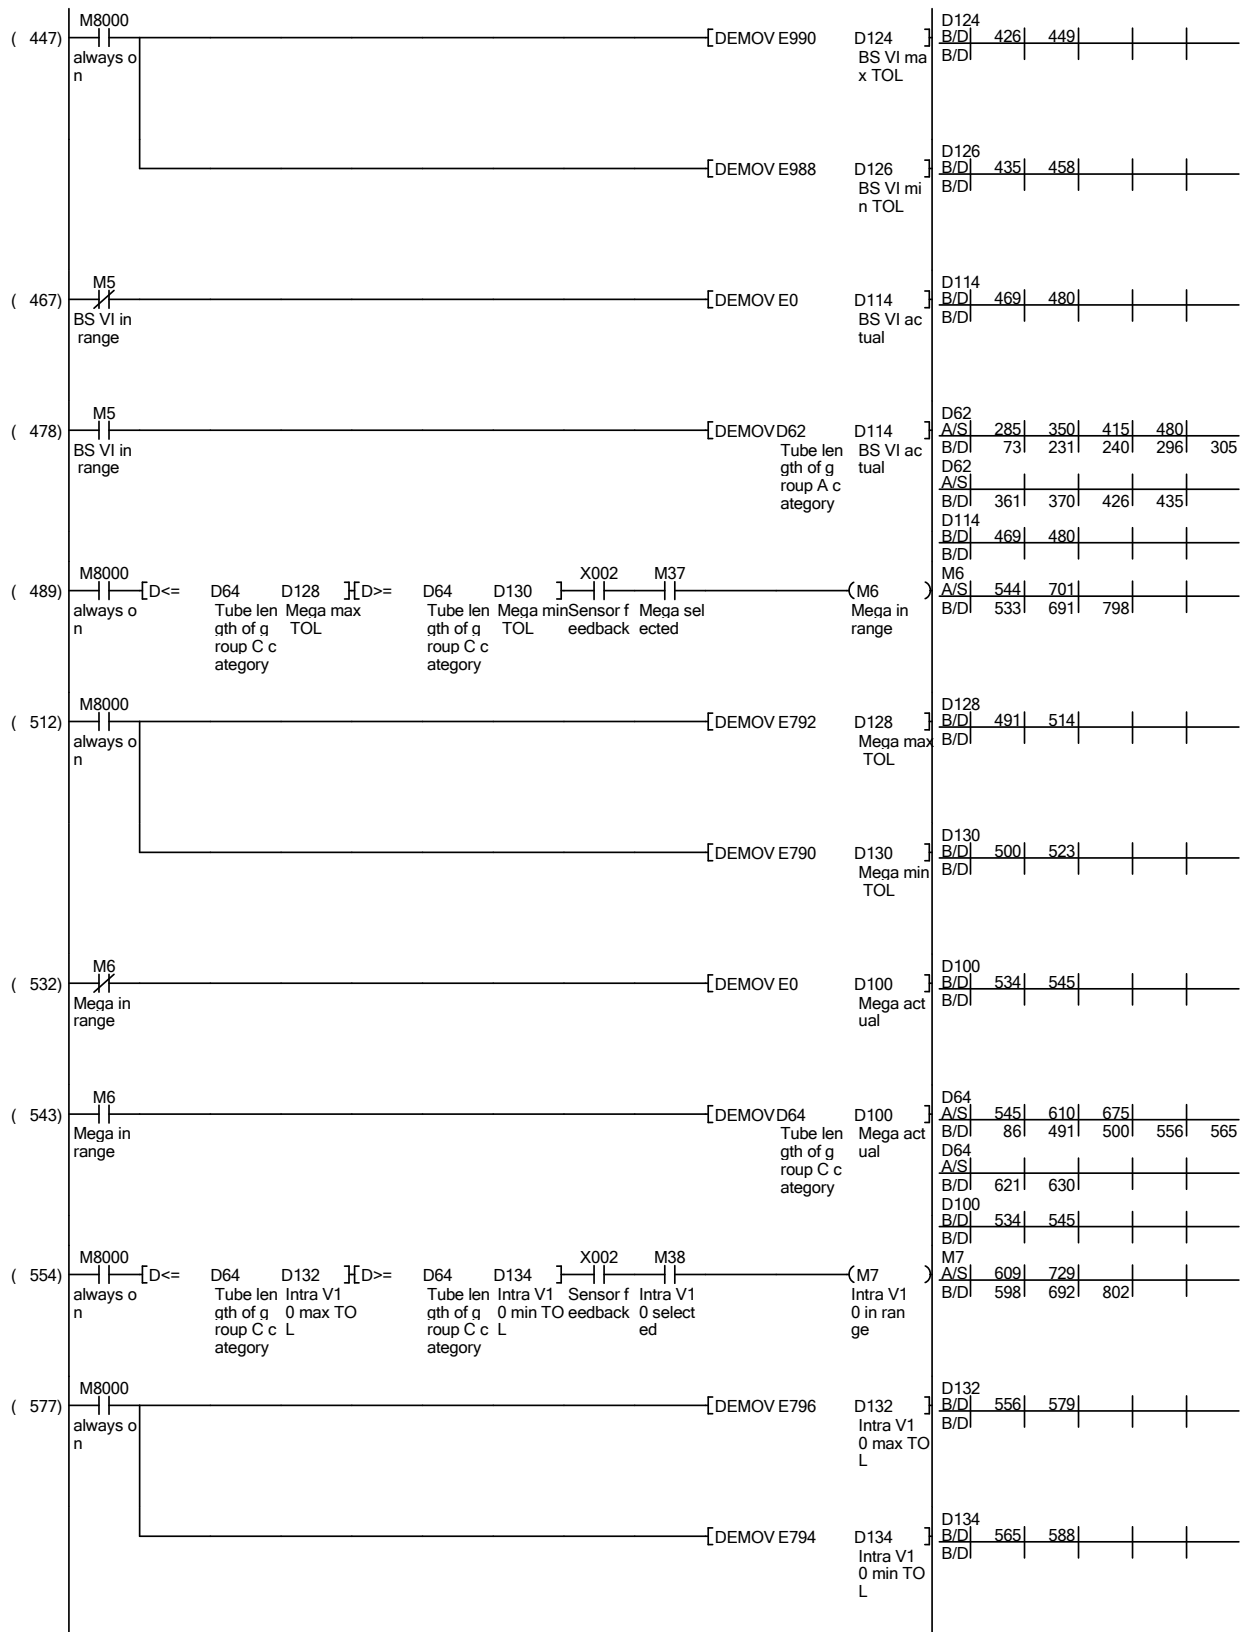 M8000
( 447)
always o
n
[DEMOV E990 D124 ]
BS VI ma
x TOL
D124
B/D 426 449
B/D
[DEMOV E988 D126 ]
BS VI mi
n TOL
D126
B/D 435 458
B/D
M5
( 467)
BS VI in
range
[DEMOV E0 D114 ]
BS VI ac
tual
D114
B/D 469 480
B/D
M5
( 478)
BS VI in
range
[DEMOV D62 D114 ]
Tube len BS VI ac
gth of g tual
roup A c
ategory
D62
A/S 285 350 415 480
B/D 73 231 240 296 305
D62
A/S
B/D 361 370 426 435
D114
B/D 469 480
B/D
M8000 X002 M37
( 489) [D<= D64 D128 ] [D>= D64 D130 ] (M6 )
always o Tube len Mega max Tube len Mega min Sensor f Mega sel Mega in
n gth of g TOL gth of g TOL eedback ected range
roup C c roup C c
ategory ategory
M6
A/S 544 701
B/D 533 691 798
M8000
( 512)
always o
n
[DEMOV E792 D128 ]
Mega max
TOL
D128
B/D 491 514
B/D
[DEMOV E790 D130 ]
Mega min
TOL
D130
B/D 500 523
B/D
M6
( 532)
Mega in
range
[DEMOV E0 D100 ]
Mega act
ual
D100
B/D 534 545
B/D
M6
( 543)
Mega in
range
[DEMOV D64 D100 ]
Tube len Mega act
gth of g ual
roup C c
ategory
D64
A/S 545 610 675
B/D 86 491 500 556 565
D64
A/S
B/D 621 630
D100
B/D 534 545
B/D
M8000 X002 M38
( 554) [D<= D64 D132 ] [D>= D64 D134 ] (M7 )
always o Tube len Intra V1 Tube len Intra V1 Sensor f Intra V1 Intra V1
n gth of g 0 max TO gth of g 0 min TO eedback 0 select 0 in ran
roup C c L roup C c L ed ge
ategory ategory
M7
A/S 609 729
B/D 598 692 802
M8000
( 577)
always o
n
[DEMOV E796 D132 ]
Intra V1
0 max TO
L
D132
B/D 556 579
B/D
[DEMOV E794 D134 ]
Intra V1
0 min TO
L
D134
B/D 565 588
B/D